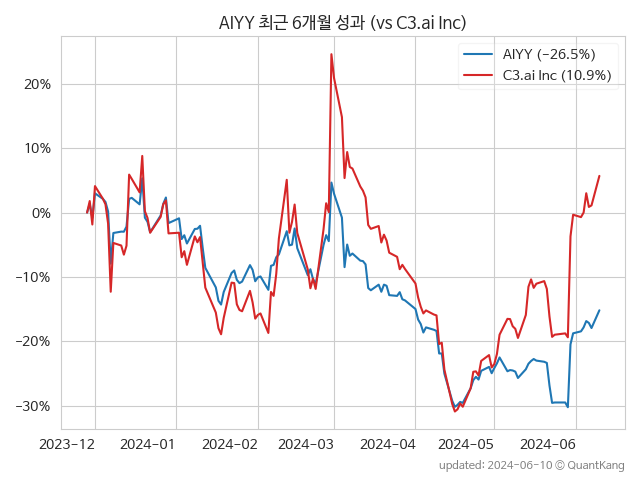 AIYY 최근 6개월 성과 (vs C3.ai Inc)
AIYY (−26.5%)
C3.ai Inc (10.9%)
20%
10%
0%
−10%
−20%
−30%
2023-12 2024-01 2024-02 2024-03 2024-04 2024-05 2024-06
updated: 2024-06-10 © QuantKang